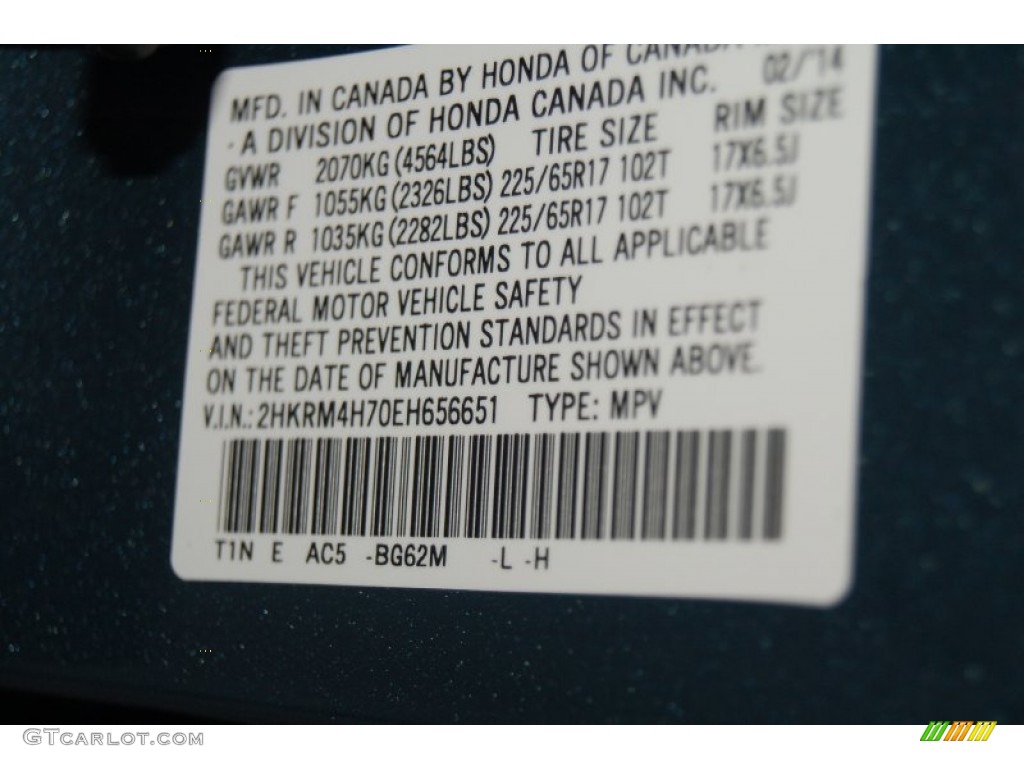 MFD. IN CANADA BY HONDA OF CANADA
02/14
- A DIVISION OF HONDA CANADA INC.
GVWR 2070KG (4564LBS) TIRE SIZE RIM SIZE
GAWR F 1055KG (2326LBS) 225/65R17 102T 17X6.5J
GAWR R 1035KG (2282LBS) 225/65R17 102T 17X6.5J
THIS VEHICLE CONFORMS TO ALL APPLICABLE
FEDERAL MOTOR VEHICLE SAFETY
AND THEFT PREVENTION STANDARDS IN EFFECT
ON THE DATE OF MANUFACTURE SHOWN ABOVE.
V.I.N.: 2HKRM4H70EH656651 TYPE: MPV
T1N E AC5 -BG62M -L -H
GTCARLOT.COM